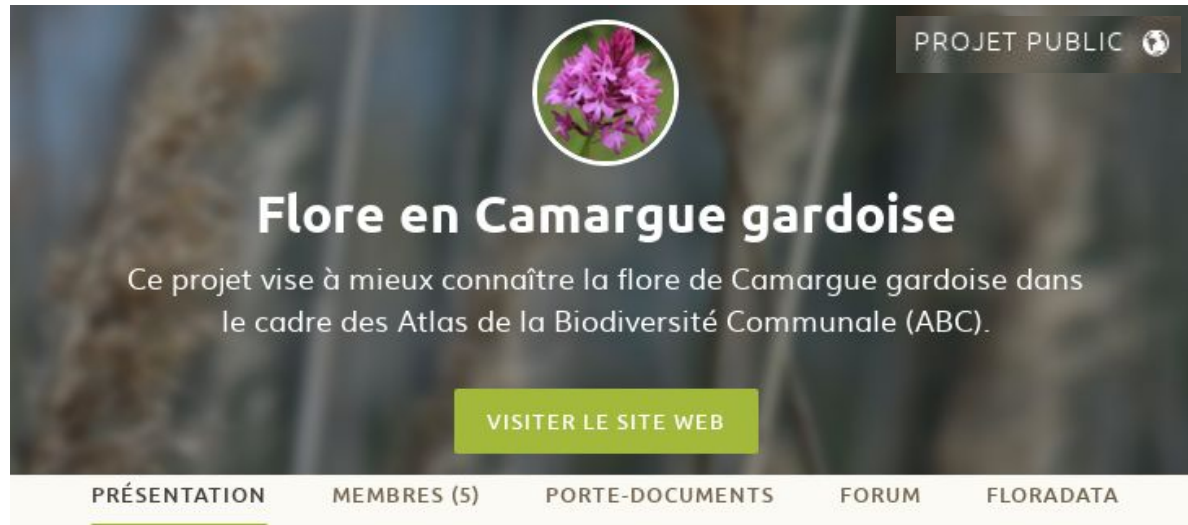 PROJET PUBLIC
Flore en Camargue gardoise
Ce projet vise à mieux connaître la flore de Camargue gardoise dans
le cadre des Atlas de la Biodiversité Communale (ABC).
VISITER LE SITE WEB
PRÉSENTATION MEMBRES (5) PORTE-DOCUMENTS FORUM FLORADATA